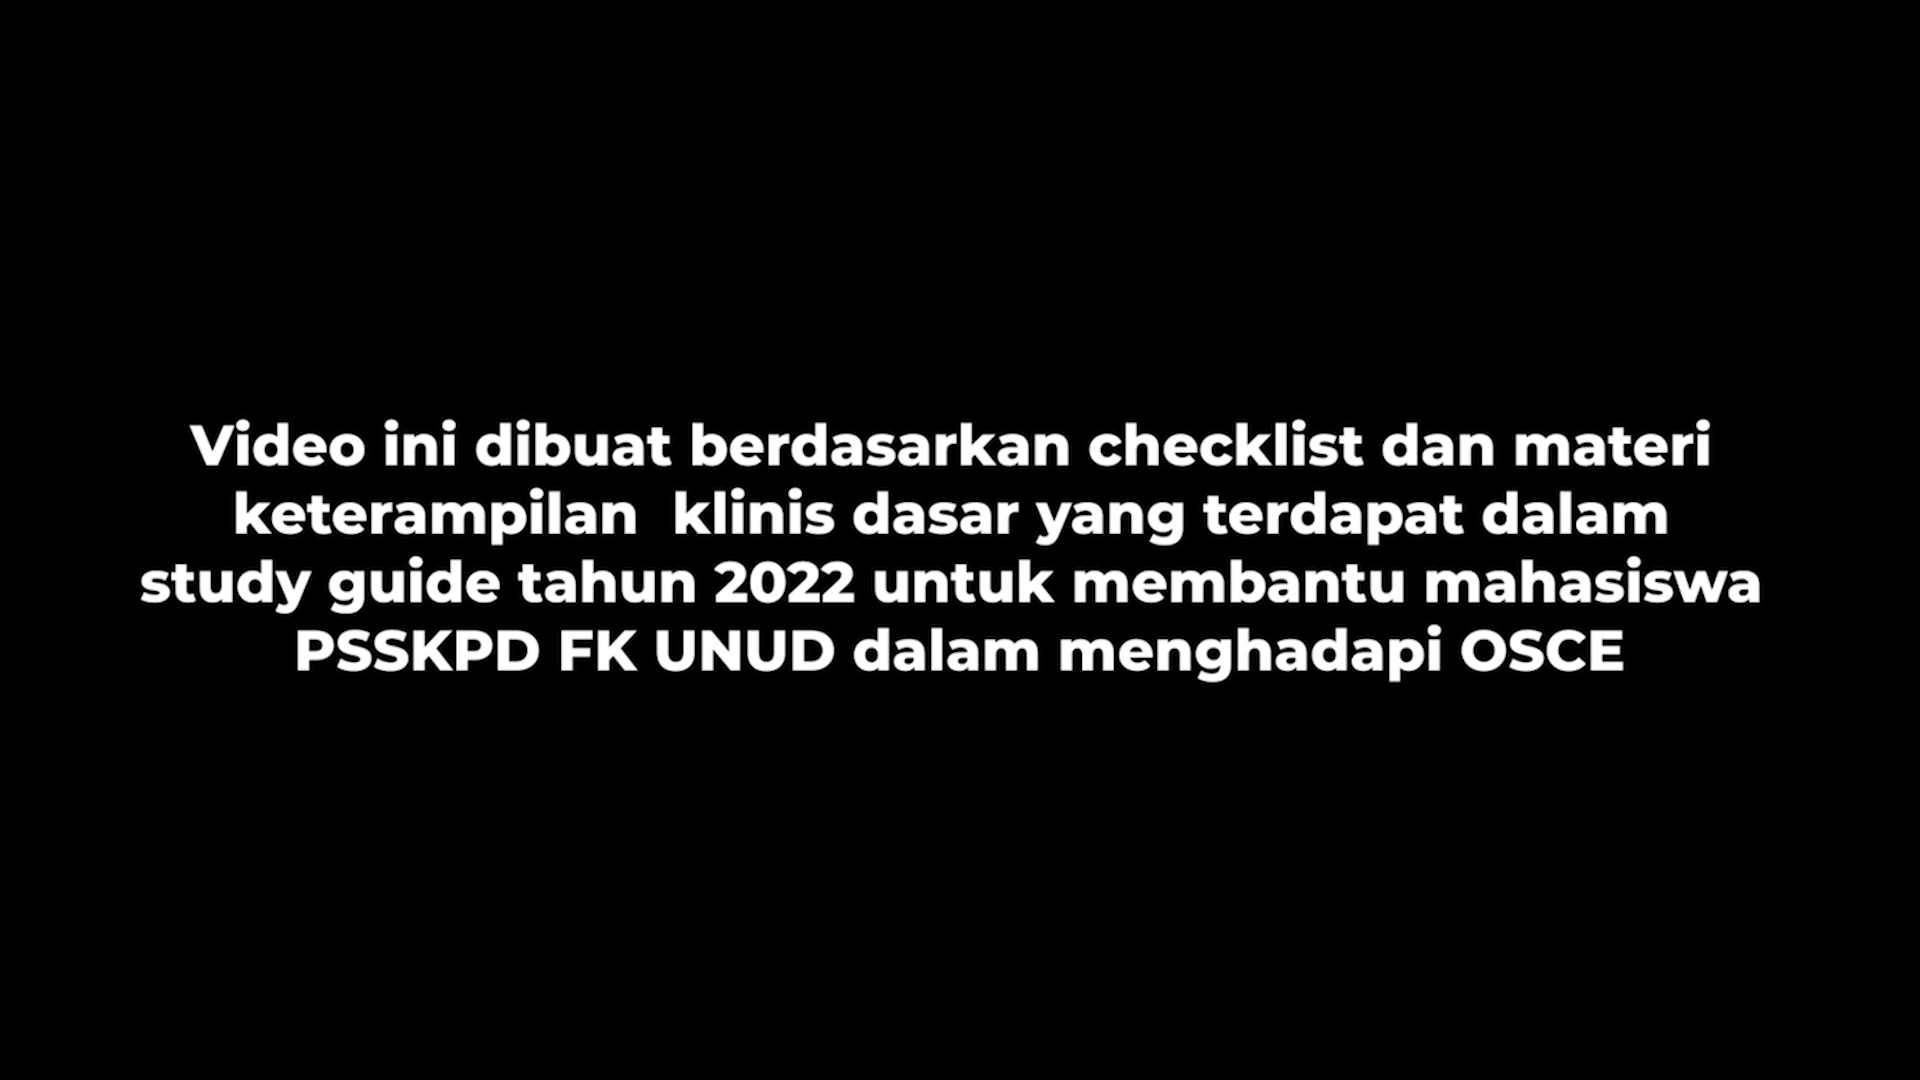 Video ini dibuat berdasarkan checklist dan materi
keterampilan  klinis dasar yang terdapat dalam
study guide tahun 2022 untuk membantu mahasiswa
PSSKPD FK UNUD dalam menghadapi OSCE